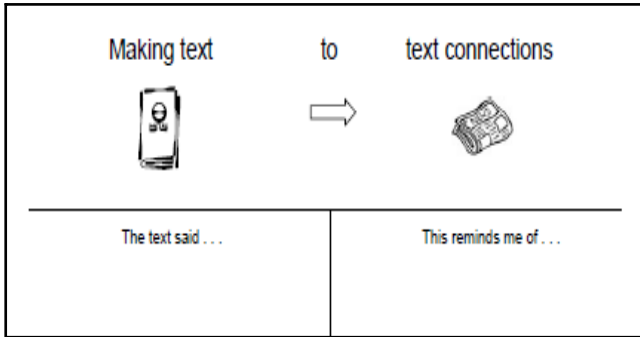 Making text to text connections
The text said . . .
This reminds me of . . .